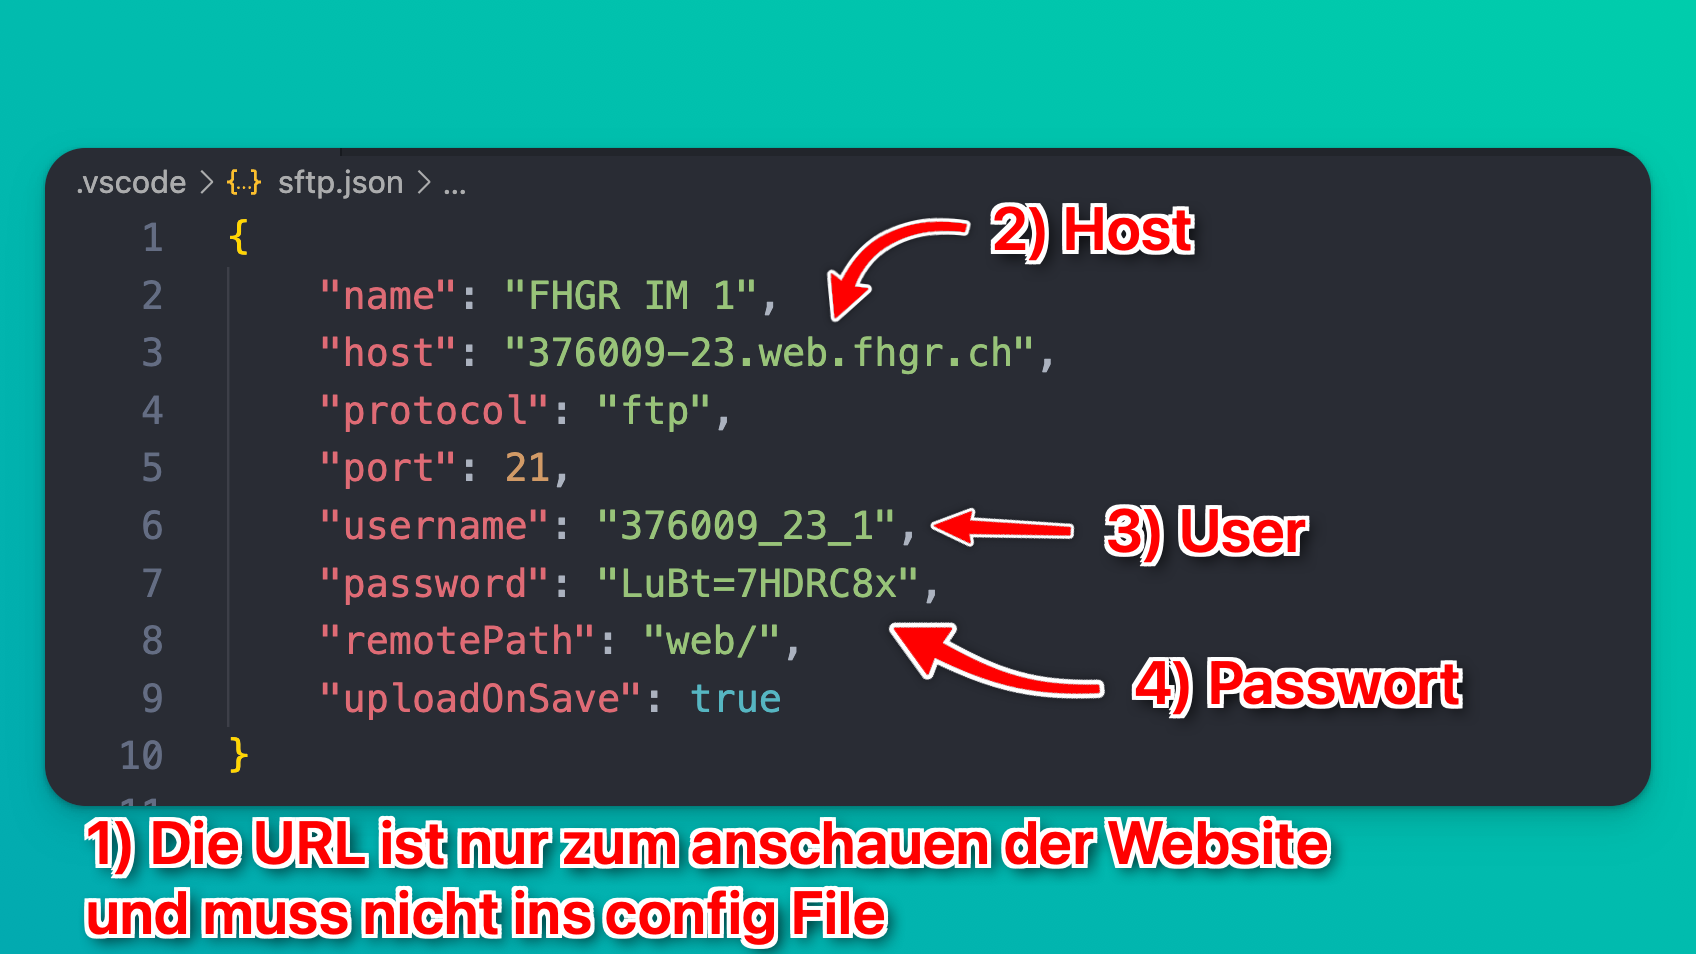 .vscode > {...} sftp.json > ...
2) Host
1 {
2 "name": "FHGR IM 1",
3 "host": "376009-23.web.fhgr.ch",
4 "protocol": "ftp",
5 "port": 21,
6 "username": "376009_23_1",
3) User
7 "password": "LuBt=7HDRC8x",
8 "remotePath": "web/",
4) Passwort
9 "uploadOnSave": true
10 }
11
1) Die URL ist nur zum anschauen der Website
und muss nicht ins config File